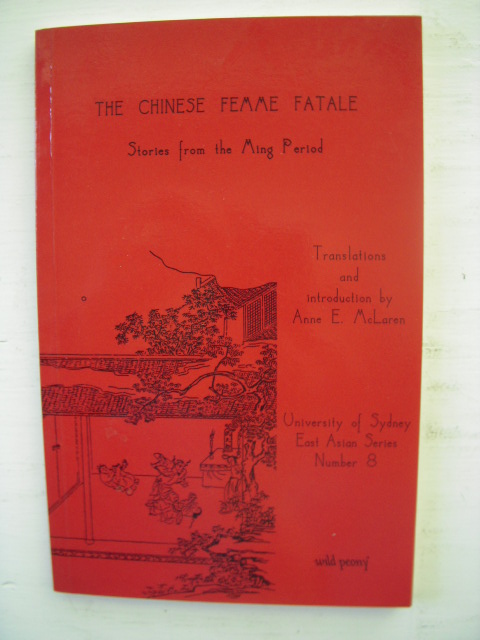 THE CHINESE FEMME FATALE
Stories from the Ming Period
Translations
and
introduction by
Anne E. McLaren
University of Sydney
East Asian Series
Number 8
wild peony